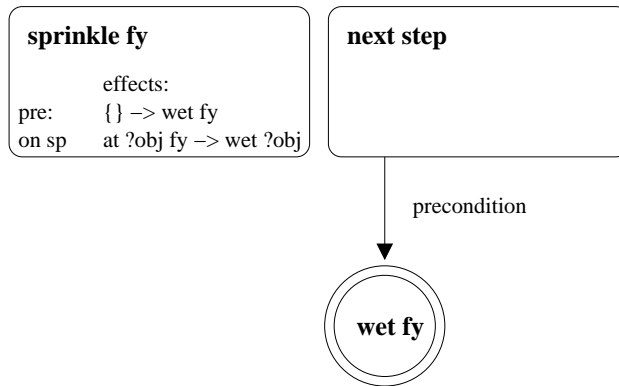 sprinkle fy
effects:
pre: {} –> wet fy
on sp at ?obj fy –> wet ?obj
next step
precondition
wet fy